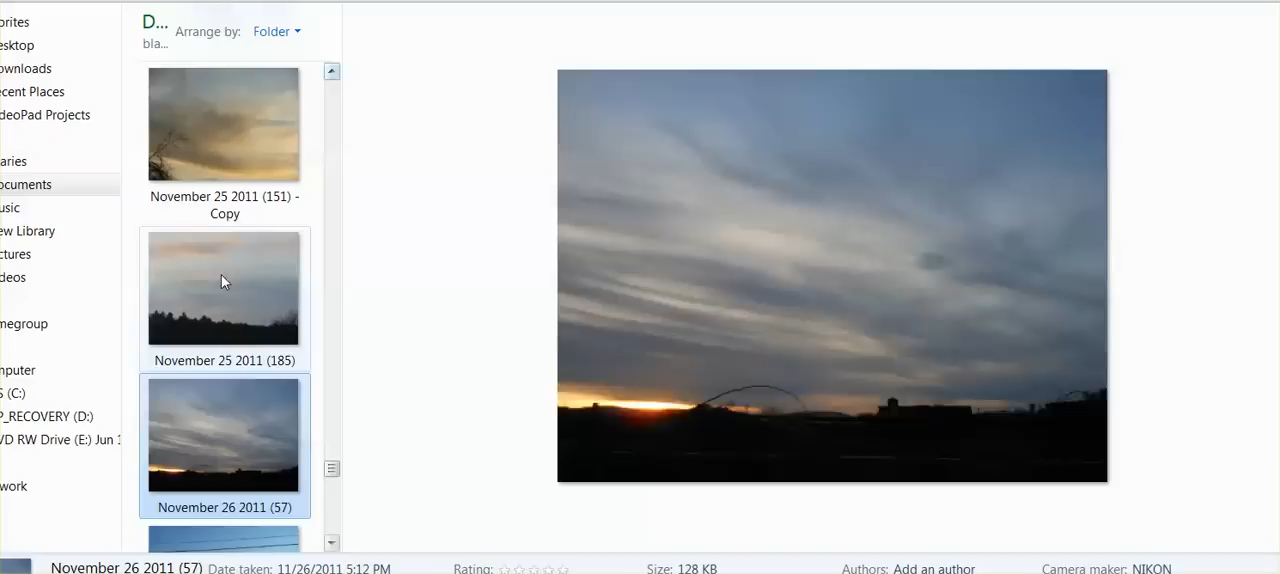 orites
esktop
ownloads
ecent Places
deoPad Projects
aries
ocuments
usic
ew Library
ctures
deos
megroup
mputer
S (C:)
P_RECOVERY (D:)
VD RW Drive (E:) Jun 1
work
D...
bla...
Arrange by: Folder
November 25 2011 (151) -
Copy
November 25 2011 (185)
November 26 2011 (57)
November 26 2011 (57) Date taken: 11/26/2011 5:12 PM Rating: Size: 128 KB Authors: Add an author Camera maker: NIKON